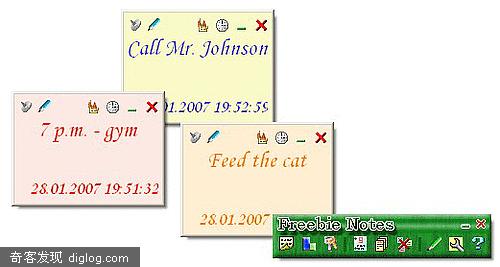 Call Mr. Johnson
01.2007 19:52:59
7 p.m. - gym
28.01.2007 19:51:32
Feed the cat
28.01.2007
Freebie Notes
奇客发现 diglog.com